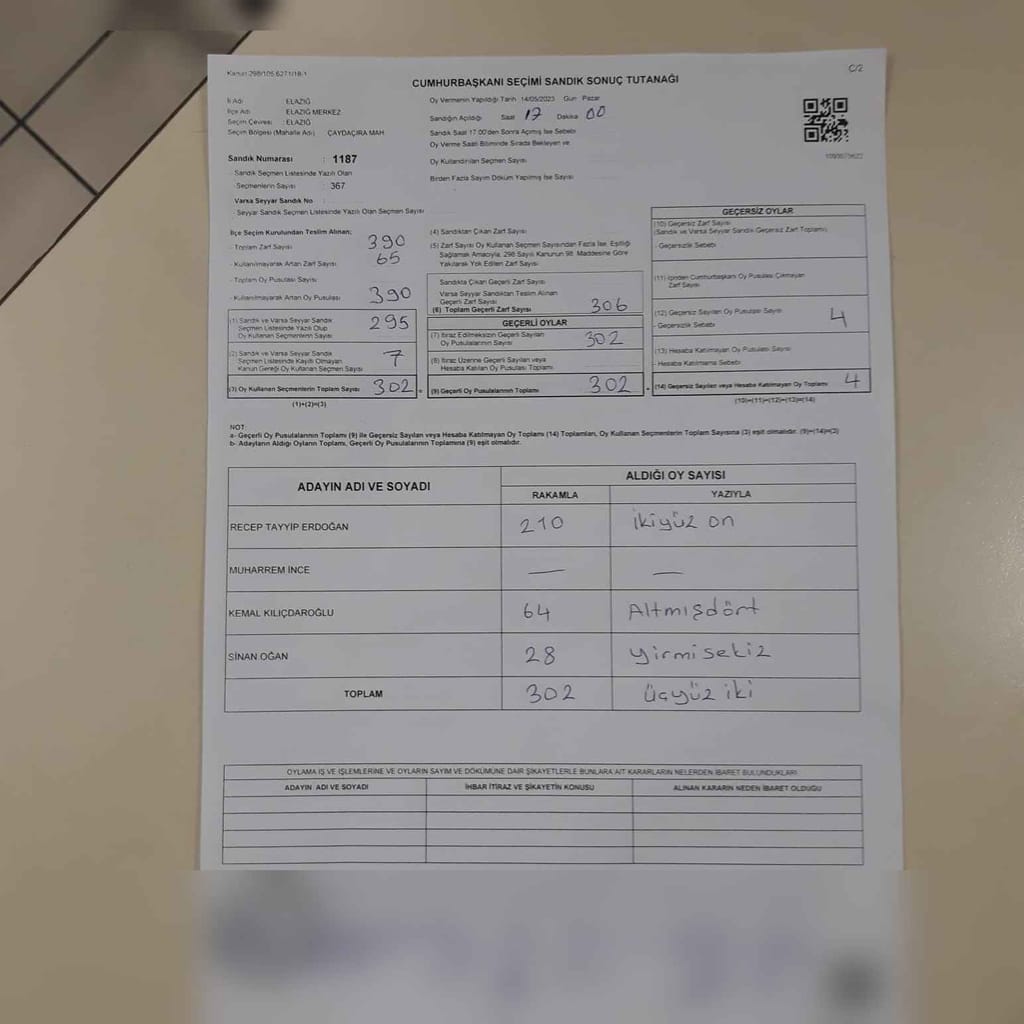 Kanun 298/105.6271/18-1
C/2
CUMHURBAŞKANI SEÇİMİ SANDIK SONUÇ TUTANAĞI
İl Adı : ELAZIĞ
İlçe Adı : ELAZIĞ MERKEZ
Seçim Çevresi : ELAZIĞ
Seçim Bölgesi (Mahalle Adı) : ÇAYDAÇIRA MAH
Sandık Numarası : 1187
Sandık Seçmen Listesinde Yazılı Olan
Seçmenlerin Sayısı : 367
Varsa Seyyar Sandık No :
Seyyar Sandık Seçmen Listesinde Yazılı Olan Seçmen Sayısı
Oy Vermenin Yapıldığı Tarih 14/05/2023 Gün Pazar
Sandığın Açıldığı Saat 17 Dakika 00
Sandık Saat 17.00'den Sonra Açımış İse Sebebi
Oy Verme Saati Bitiminde Sırada Bekleyen ve
Oy Kullandırılan Seçmen Sayısı
Birden Fazla Sayım Döküm Yapılmış İse Sayısı
İlçe Seçim Kurulundan Teslim Alınan;
- Toplam Zarf Sayısı 390
- Kullanılmayarak Artan Zarf Sayısı 65
- Toplam Oy Pusulası Sayısı
- Kullanılmayarak Artan Oy Pusulası 390
(1) Sandık ve Varsa Seyyar Sandık
Seçmen Listesinde Yazılı Olup
Oy Kullanan Seçmenlerin Sayısı 295
(2) Sandık ve Varsa Seyyar Sandık
Seçmen Listesinde Kayıtlı Olmayan
Kanun Gereği Oy Kullanan Seçmen Sayısı 7
(3) Oy Kullanan Seçmenlerin Toplam Sayısı 302 =
(1)+(2)=(3)
(4) Sandıktan Çıkan Zarf Sayısı
(5) Zarf Sayısı Oy Kullanan Seçmen Sayısından Fazla İse, Eşitliği
Sağlamak Amacıyla, 298 Sayılı Kanunun 98. Maddesine Göre
Yakılarak Yok Edilen Zarf Sayısı
Sandıkta Çıkan Geçerli Zarf Sayısı
Varsa Seyyar Sandıktan Teslim Alınan
Geçerli Zarf Sayısı
(6) Toplam Geçerli Zarf Sayısı 306
GEÇERLİ OYLAR
(7) İtiraz Edilmeksizin Geçerli Sayılan
Oy Pusulalarının Sayısı 302
(8) İtiraz Üzerine Geçerli Sayılan veya
Hesaba Katılan Oy Pusulası Toplamı
(9) Geçerli Oy Pusulalarının Toplamı 302
GEÇERSİZ OYLAR
(10) Geçersiz Zarf Sayısı
(Sandık ve Varsa Seyyar Sandık Geçersiz Zarf Toplamı)
- Geçersizlik Sebebi
(11) İçinden Cumhurbaşkanı Oy Pusulası Çıkmayan
Zarf Sayısı
(12) Geçersiz Sayılan Oy Pusulası Sayısı 4
- Geçersizlik Sebebi
(13) Hesaba Katılmayan Oy Pusulası Sayısı
- Hesaba Katılmama Sebebi
(14) Geçersiz Sayılan veya Hesaba Katılmayan Oy Toplamı 4
(10)+(11)+(12)+(13)=(14)
NOT
a- Geçerli Oy Pusulalarının Toplamı (9) ile Geçersiz Sayılan veya Hesaba Katılmayan Oy Toplamı (14) Toplamları, Oy Kullanan Seçmenlerin Toplam Sayısına (3) eşit olmalıdır. (9)+(14)=(3)
b- Adayların Aldığı Oyların Toplamı, Geçerli Oy Pusulalarının Toplamına (9) eşit olmalıdır.
ADAYIN ADI VE SOYADI
ALDIĞI OY SAYISI
RAKAMLA YAZIYLA
RECEP TAYYİP ERDOĞAN 210 ikiyüz on
MUHARREM İNCE — —
KEMAL KILIÇDAROĞLU 64 Altmışdört
SİNAN OĞAN 28 yirmisekiz
TOPLAM 302 üçyüz iki
OYLAMA İŞ VE İŞLEMLERİNE VE OYLARIN SAYIM VE DÖKÜMÜNE DAİR ŞİKAYETLERLE BUNLARA AİT KARARLARIN NELERDEN İBARET BULUNDUKLARI
ADAYIN ADI VE SOYADI İHBAR İTİRAZ VE ŞİKAYETİN KONUSU ALINAN KARARIN NEDEN İBARET OLDUĞU